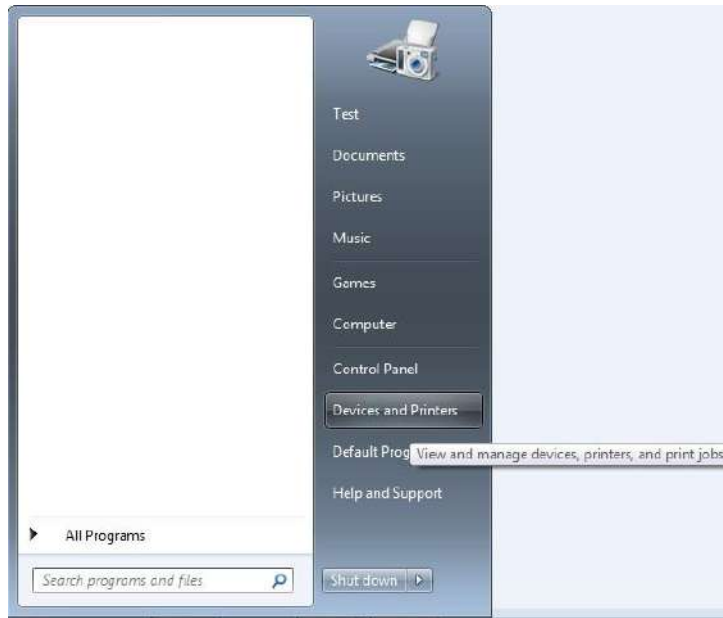 Test
Documents
Pictures
Music
Games
Computer
Control Panel
Devices and Printers
Default Prog
View and manage devices, printers, and print jobs
Help and Support
All Programs
Search programs and files
Shut down